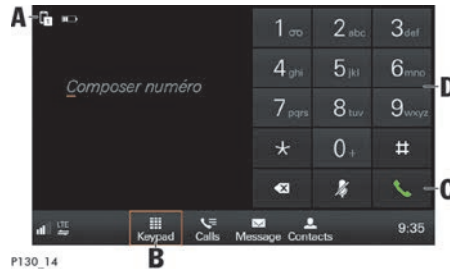 A
1
1 2 abc 3 def
4 ghi 5 jkl 6 mno
D
Composer numéro
7 pqrs 8 tuv 9 wxyz
* 0 + #
C
LTE
Keypad Calls Message Contacts 9:35
B
P130_14